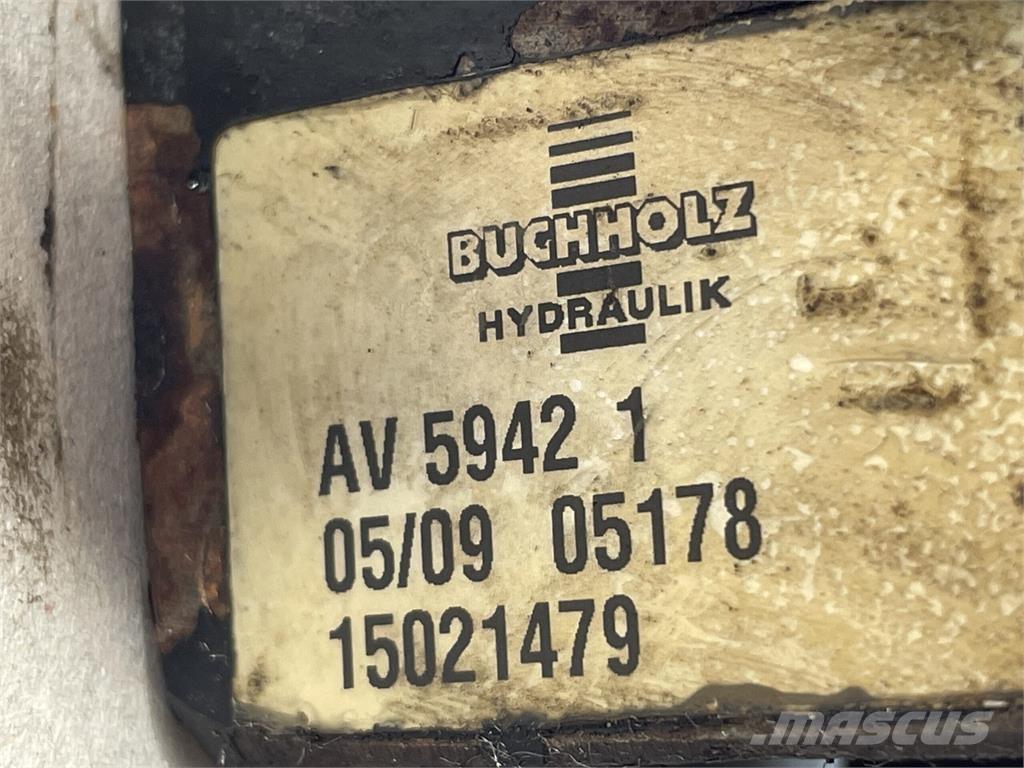 BUCHHOLZ
HYDRAULIK
AV 5942 1
05/09 05178
15021479
MASCUS